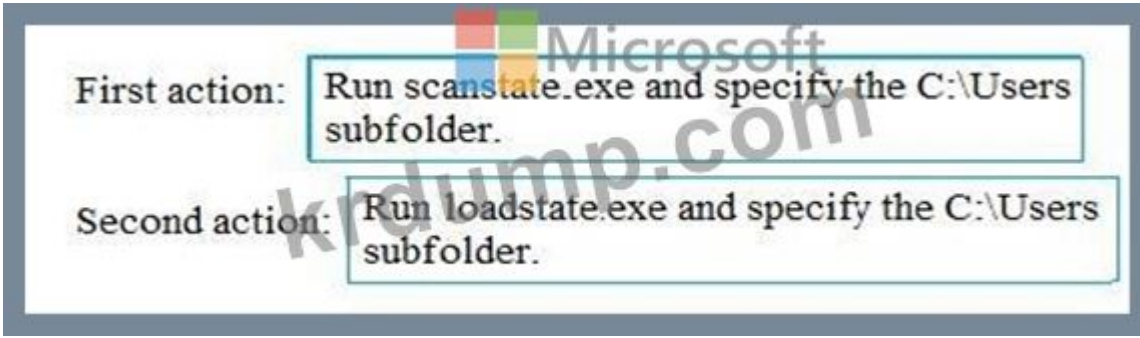 Microsoft
First action:
Run scanstate.exe and specify the C:\Users
subfolder.
krdump.com
Second action:
Run loadstate.exe and specify the C:\Users
subfolder.